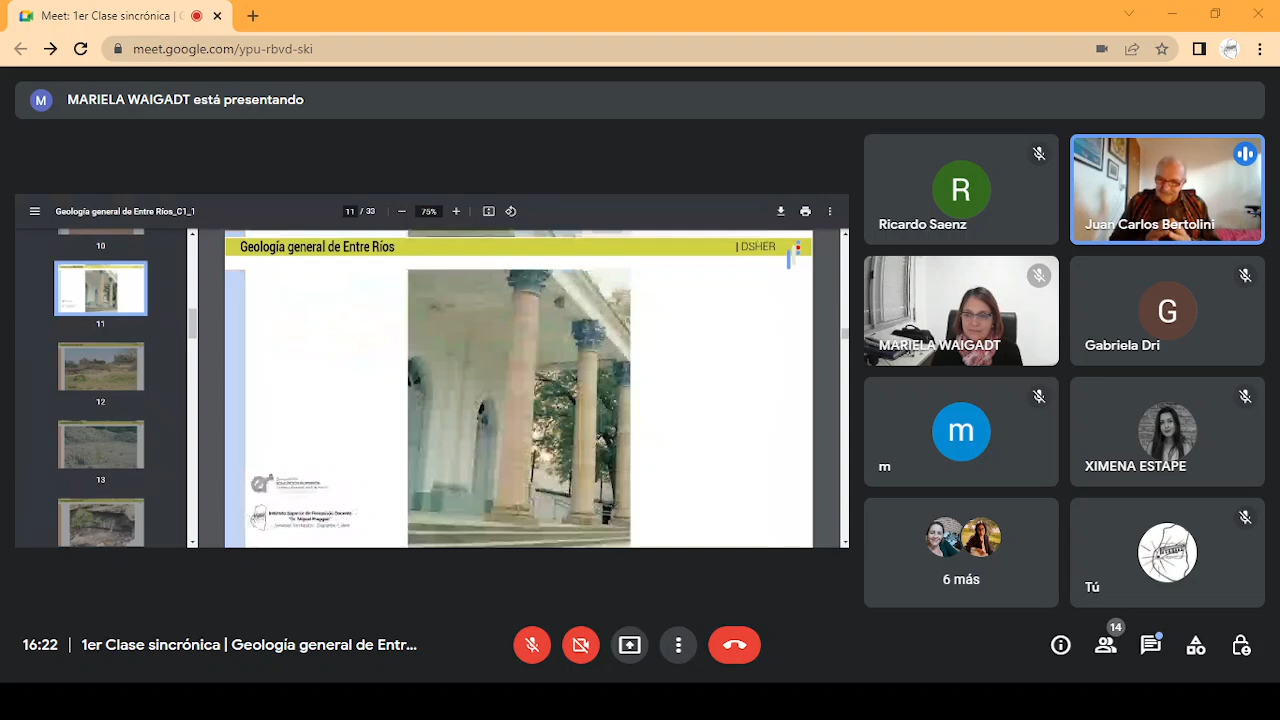 Meet: 1er Clase sincrónica |
meet.google.com/ypu-rbvd-ski
M MARIELA WAIGADT está presentando
Geología general de Entre Ríos_C1_1
11 / 33
75%
10
11
12
13
Geología general de Entre Ríos
| DSHER
Instituto Superior de Formación Docente
R
Ricardo Saenz
Juan Carlos Bertolini
MARIELA WAIGADT
G
Gabriela Dri
m
m
XIMENA ESTAPE
6 más
Tú
16:22 | 1er Clase sincrónica | Geología general de Entr...
14